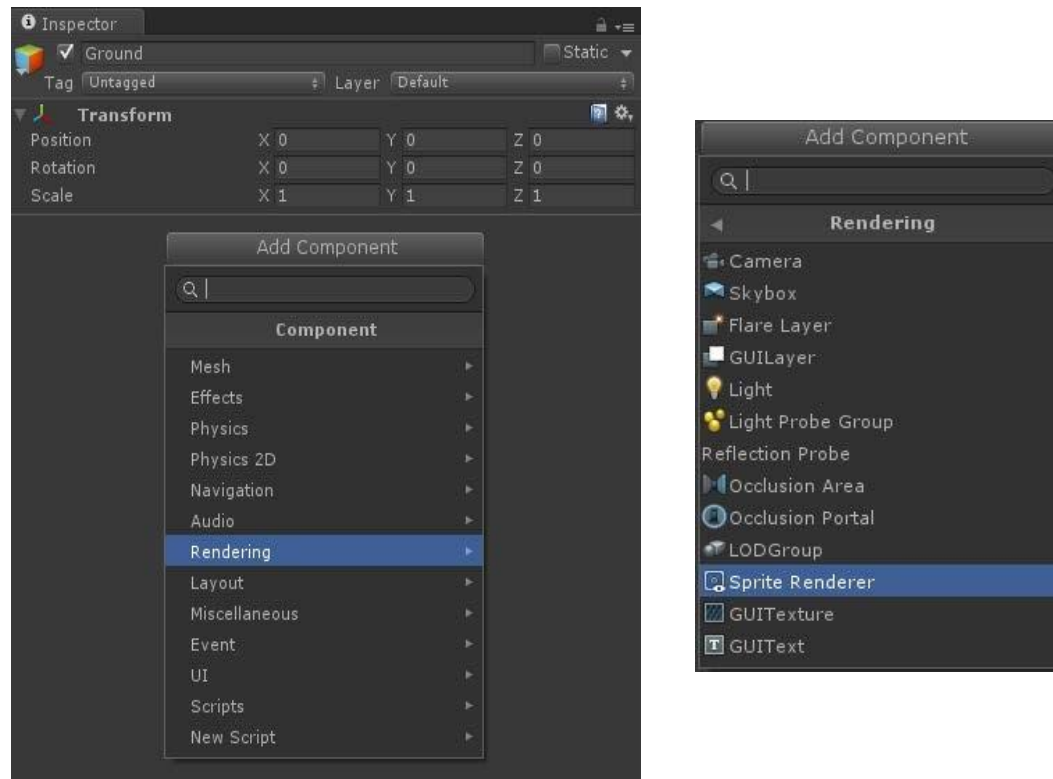 Inspector
Ground Static
Tag Untagged Layer Default
Transform
Position X 0 Y 0 Z 0
Rotation X 0 Y 0 Z 0
Scale X 1 Y 1 Z 1
Add Component
Component
Mesh
Effects
Physics
Physics 2D
Navigation
Audio
Rendering
Layout
Miscellaneous
Event
UI
Scripts
New Script
Add Component
Rendering
Camera
Skybox
Flare Layer
GUILayer
Light
Light Probe Group
Reflection Probe
Occlusion Area
Occlusion Portal
LODGroup
Sprite Renderer
GUITexture
T GUIText